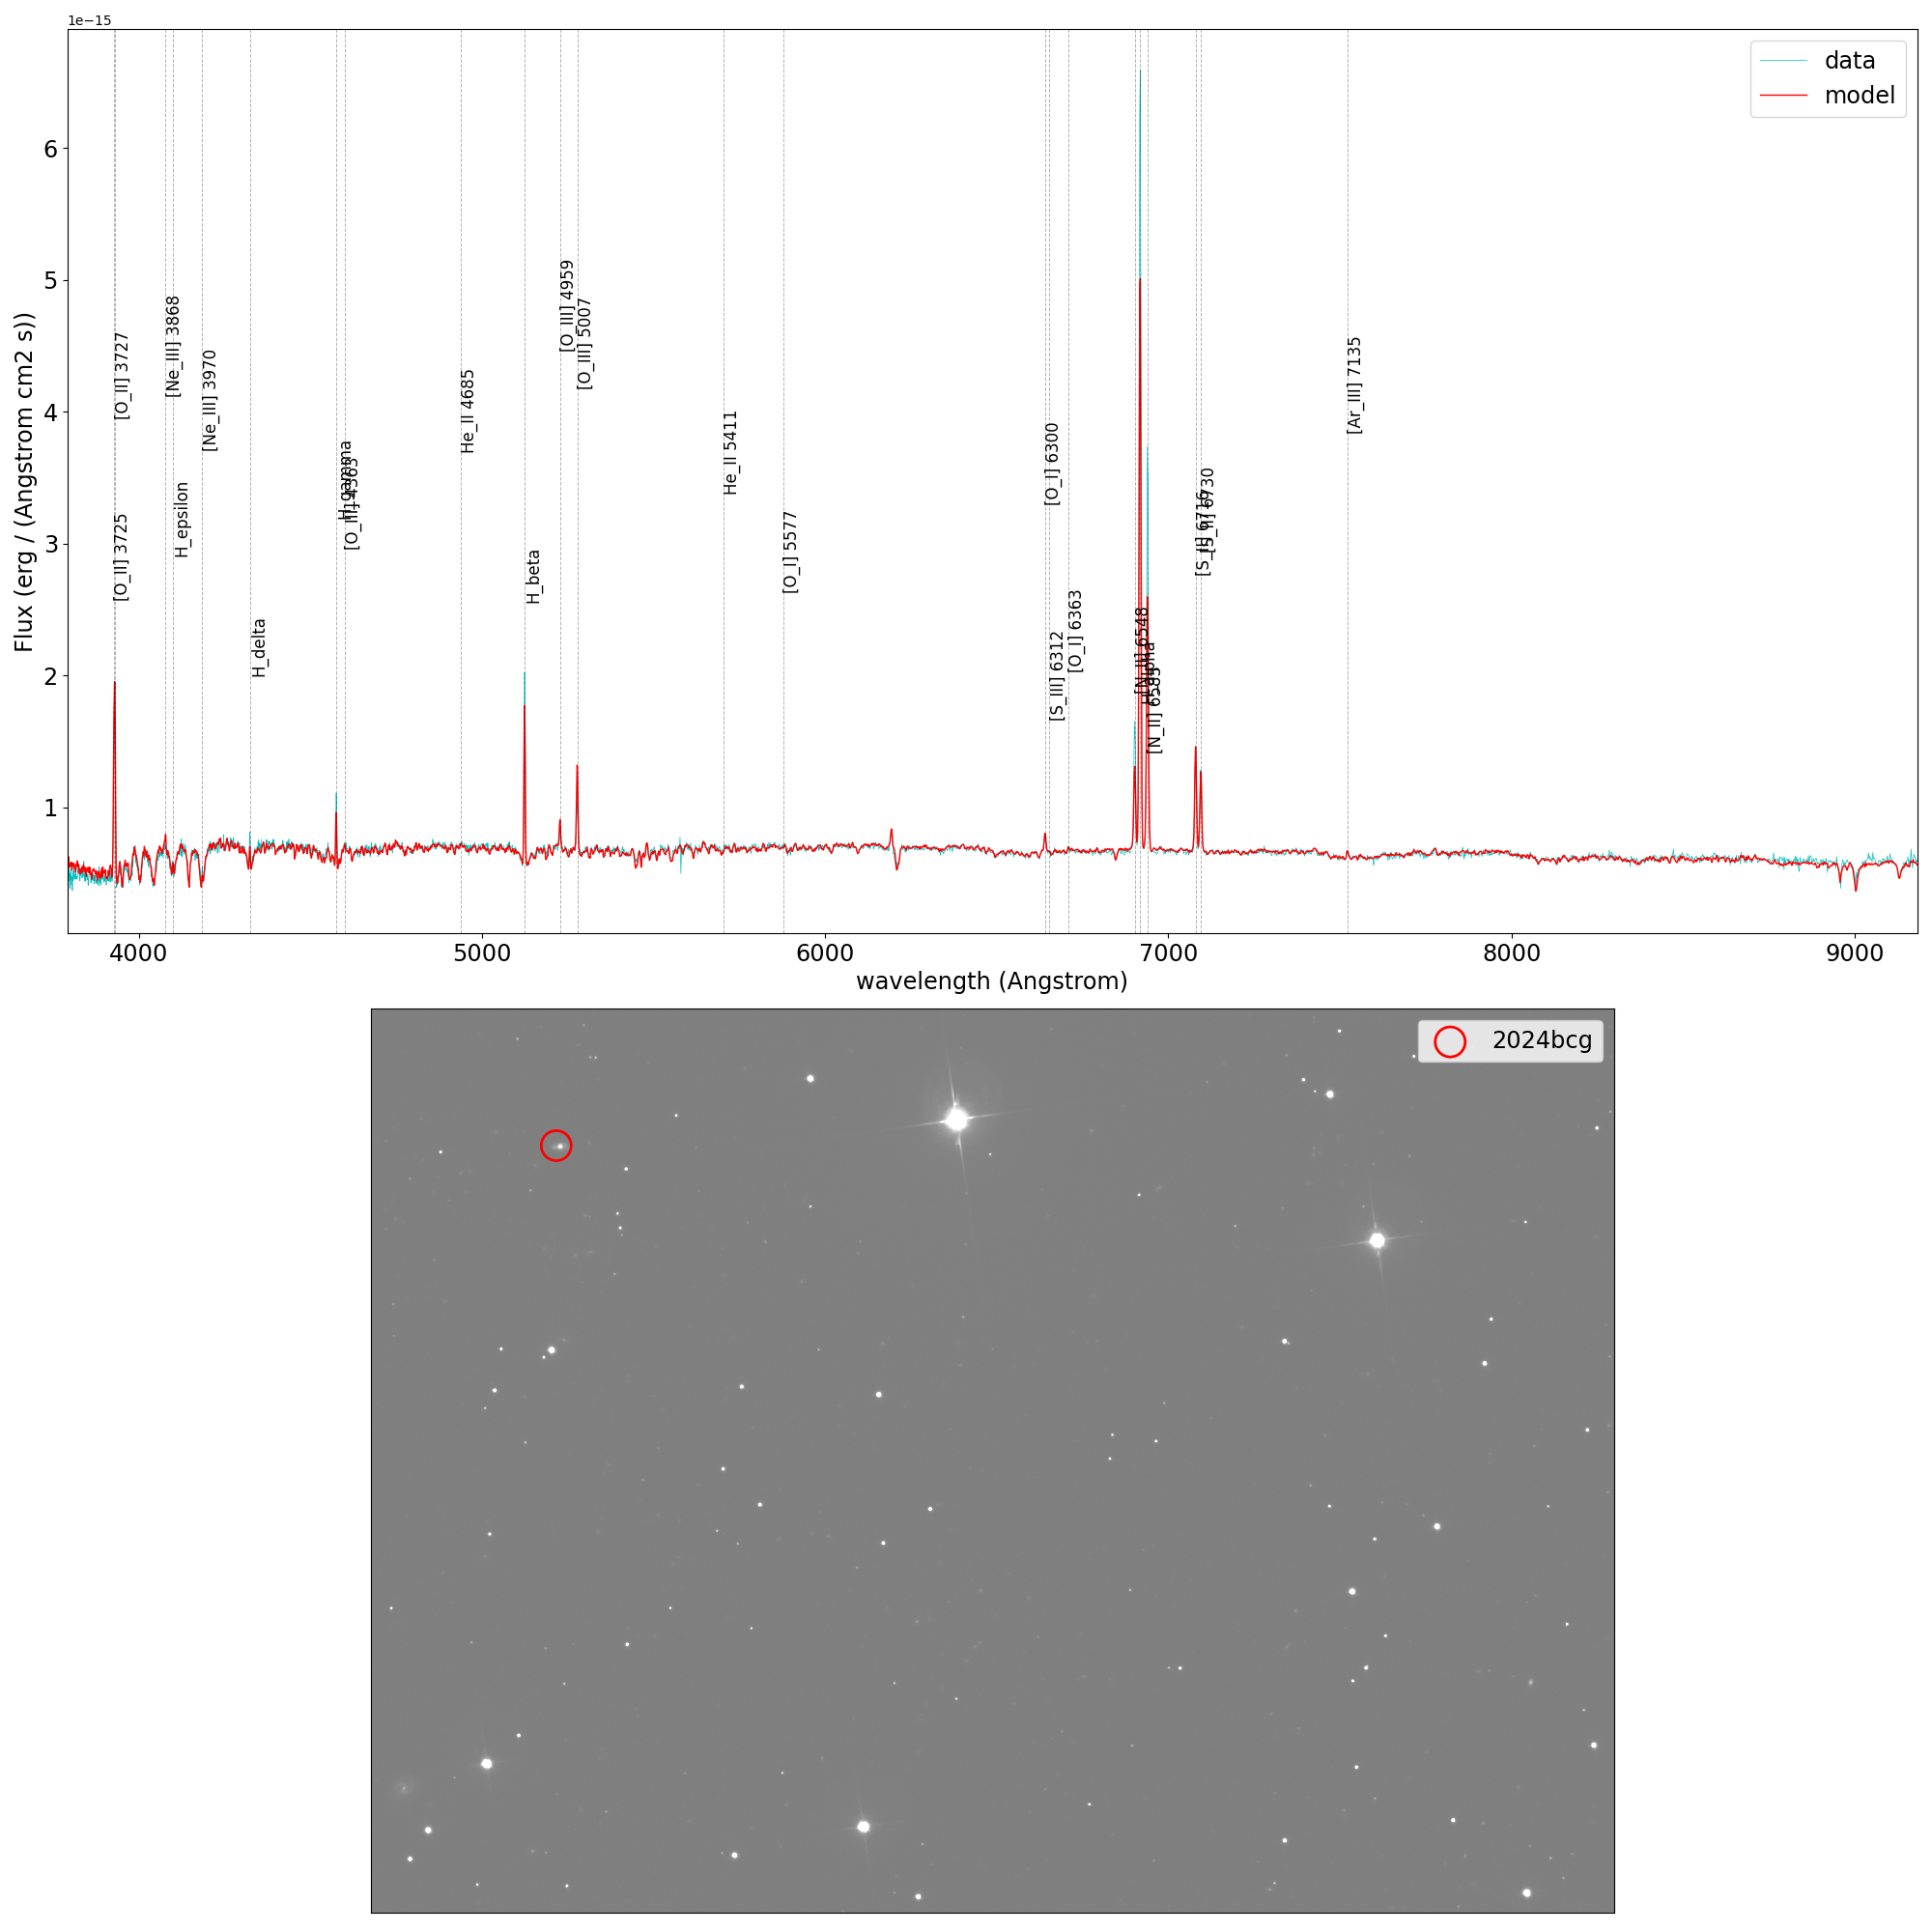 1e−15
data
model
6
5
4
3
2
1
Flux (erg / (Angstrom cm2 s))
[O_II] 3727
[O_II] 3725
[Ne_III] 3868
H_epsilon
[Ne_III] 3970
H_delta
H_gamma
[O_III] 4363
He_II 4685
H_beta
[O_III] 4959
[O_III] 5007
He_II 5411
[O_I] 5577
[O_I] 6300
[S_III] 6312
[O_I] 6363
[N_II] 6548
H_alpha
[N_II] 6583
[S_II] 6716
[S_II] 6730
[Ar_III] 7135
4000 5000 6000 7000 8000 9000
wavelength (Angstrom)
2024bcg